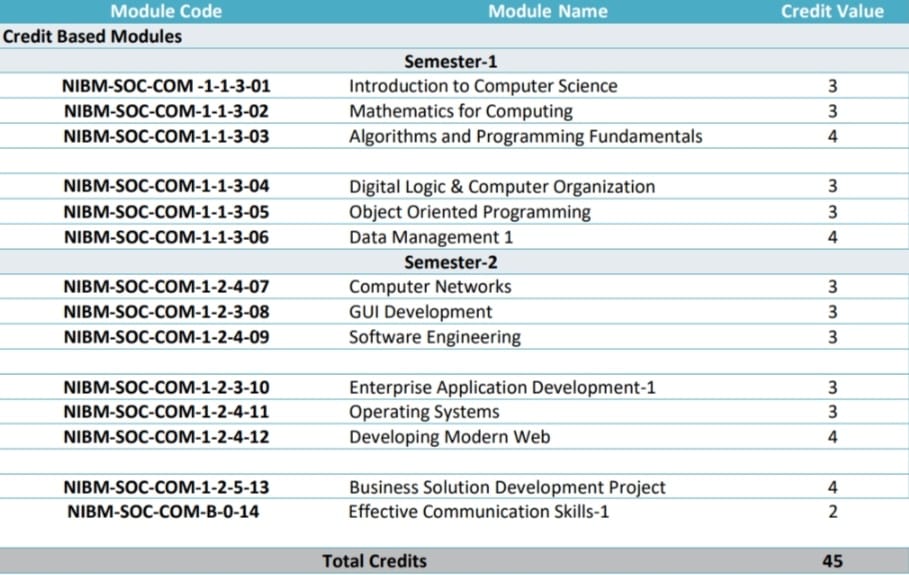 Module Code Module Name Credit Value
Credit Based Modules
Semester-1
NIBM-SOC-COM -1-1-3-01 Introduction to Computer Science 3
NIBM-SOC-COM-1-1-3-02 Mathematics for Computing 3
NIBM-SOC-COM-1-1-3-03 Algorithms and Programming Fundamentals 4
NIBM-SOC-COM-1-1-3-04 Digital Logic & Computer Organization 3
NIBM-SOC-COM-1-1-3-05 Object Oriented Programming 3
NIBM-SOC-COM-1-1-3-06 Data Management 1 4
Semester-2
NIBM-SOC-COM-1-2-4-07 Computer Networks 3
NIBM-SOC-COM-1-2-3-08 GUI Development 3
NIBM-SOC-COM-1-2-4-09 Software Engineering 3
NIBM-SOC-COM-1-2-3-10 Enterprise Application Development-1 3
NIBM-SOC-COM-1-2-4-11 Operating Systems 3
NIBM-SOC-COM-1-2-4-12 Developing Modern Web 4
NIBM-SOC-COM-1-2-5-13 Business Solution Development Project 4
NIBM-SOC-COM-B-0-14 Effective Communication Skills-1 2
Total Credits 45